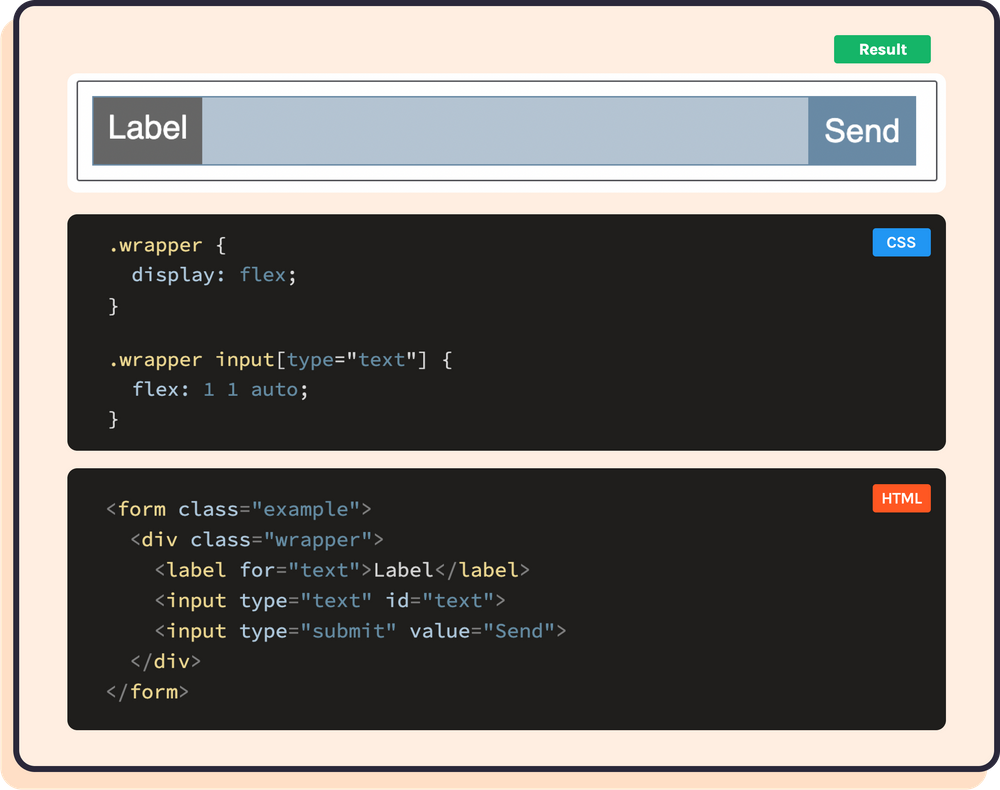 Result
Label
Send
CSS
.wrapper {
  display: flex;
}

.wrapper input[type="text"] {
  flex: 1 1 auto;
}
HTML
<form class="example">
  <div class="wrapper">
    <label for="text">Label</label>
    <input type="text" id="text">
    <input type="submit" value="Send">
  </div>
</form>